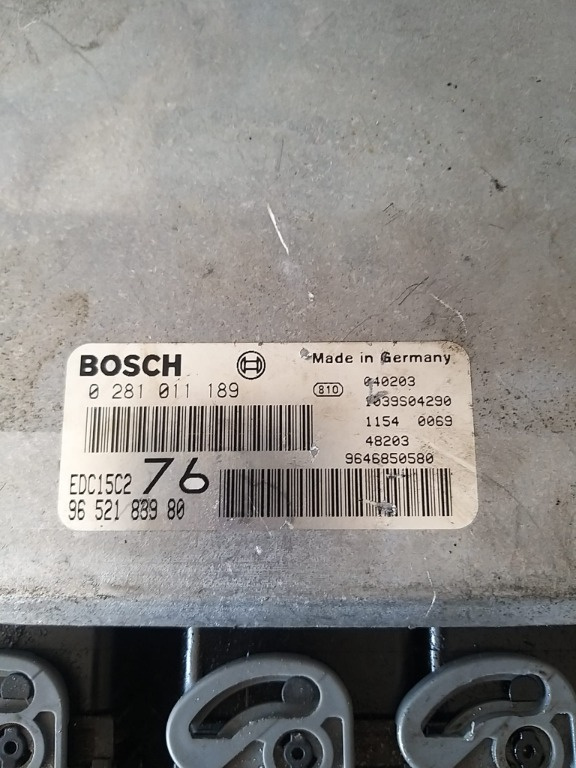 BOSCH Made in Germany
0 281 011 189 810 040203
1039S04290
1154 0069
48203
9646850580
EDC15C2 76
96 521 839 80